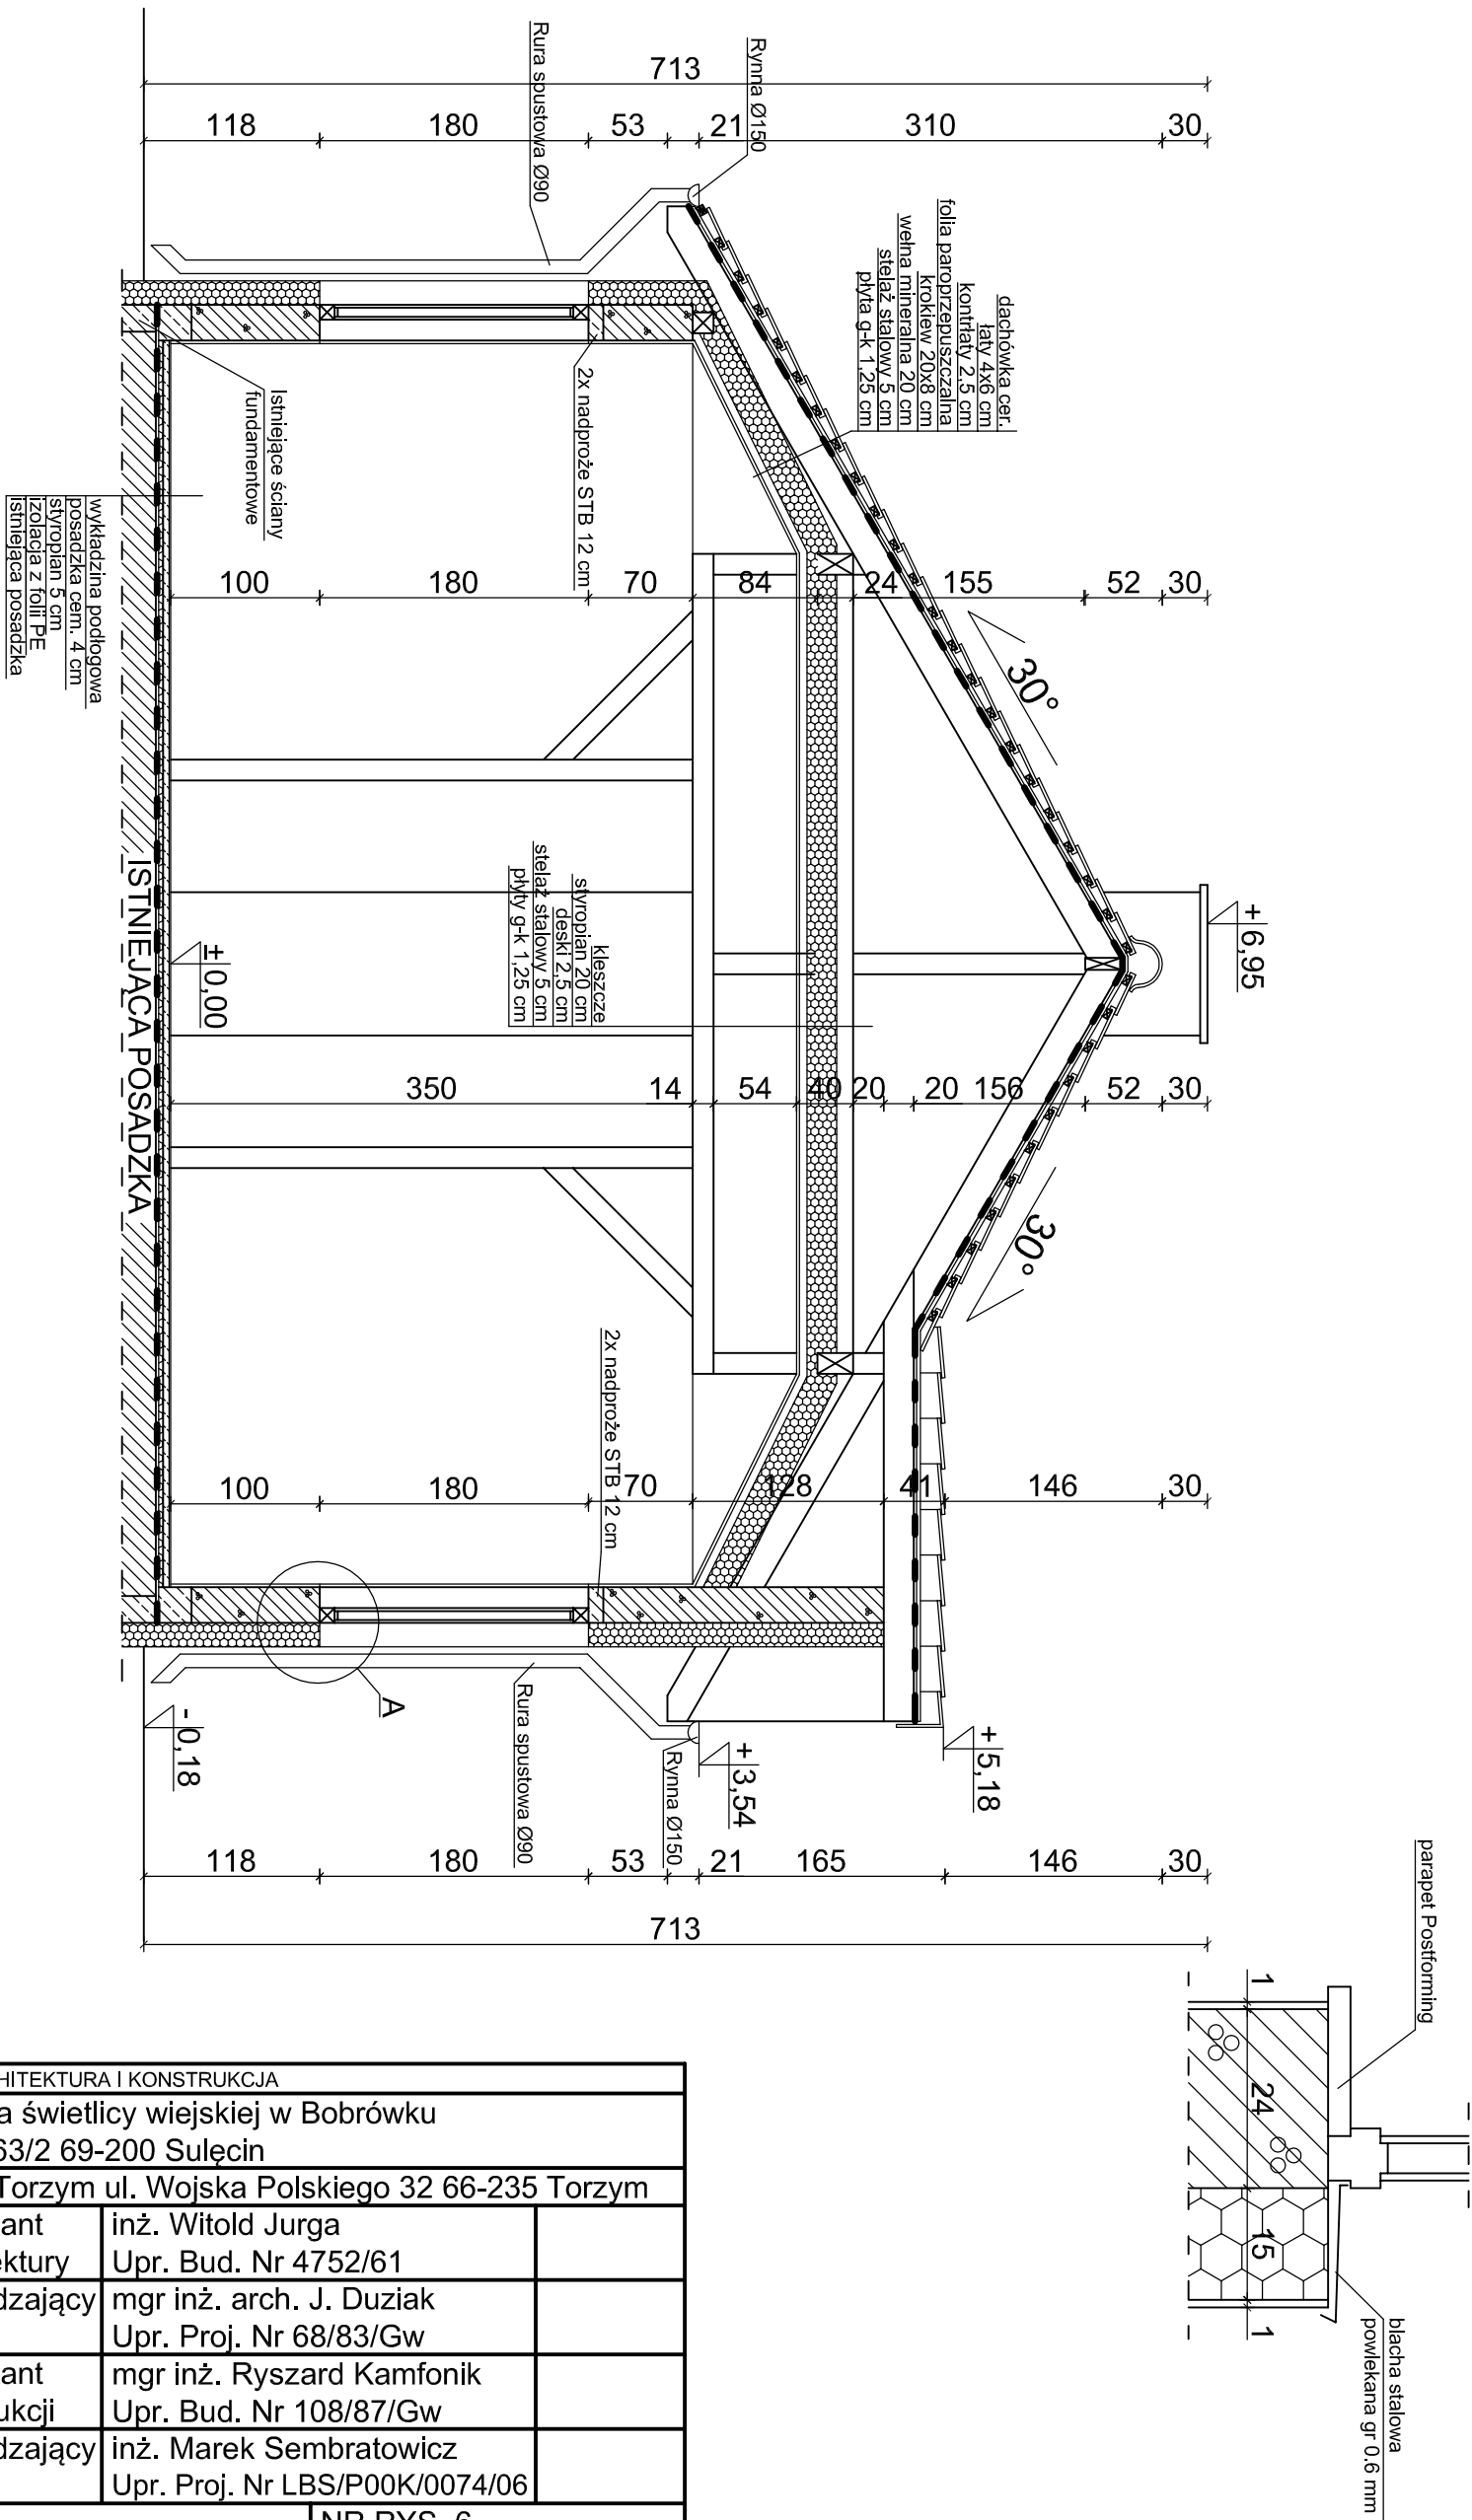 713
118
180
53
21
310
30
Rura spustowa Ø90
Rynna Ø150
dachówka cer.
łaty 4x6 cm
kontrłaty 2,5 cm
folia paroprzepuszczalna
krokiew 20x8 cm
wełna mineralna 20 cm
stelaż stalowy 5 cm
płyta g-k 1,25 cm
2x nadproże STB 12 cm
Istniejące ściany
fundamentowe
wykładzina podłogowa
posadzka cem. 4 cm
styropian 5 cm
izolacja z folii PE
istniejąca posadzka
100
180
70
84
24
155
52
30
30°
+ 6,95
kleszcze
styropian 20 cm
deski 2,5 cm
stelaż stalowy 5 cm
płyty g-k 1,25 cm
± 0,00
ISTNIEJĄCA POSADZKA
350
14
54
40
20
20
156
52
30
30°
2x nadproże STB 12 cm
100
180
70
128
41
146
30
A
- 0,18
Rura spustowa Ø90
Rynna Ø150
+ 3,54
+ 5,18
118
180
53
21
165
146
30
713
parapet Postforming
1
24
15
1
blacha stalowa
powlekana gr 0.6 mm
HITEKTURA I KONSTRUKCJA
a świetlicy wiejskiej w Bobrówku
63/2 69-200 Sulęcin
Torzym ul. Wojska Polskiego 32 66-235 Torzym
ant inż. Witold Jurga
ektury Upr. Bud. Nr 4752/61
dzający mgr inż. arch. J. Duziak
Upr. Proj. Nr 68/83/Gw
ant mgr inż. Ryszard Kamfonik
ukcji Upr. Bud. Nr 108/87/Gw
dzający inż. Marek Sembratowicz
Upr. Proj. Nr LBS/P00K/0074/06
NR RYS. 6